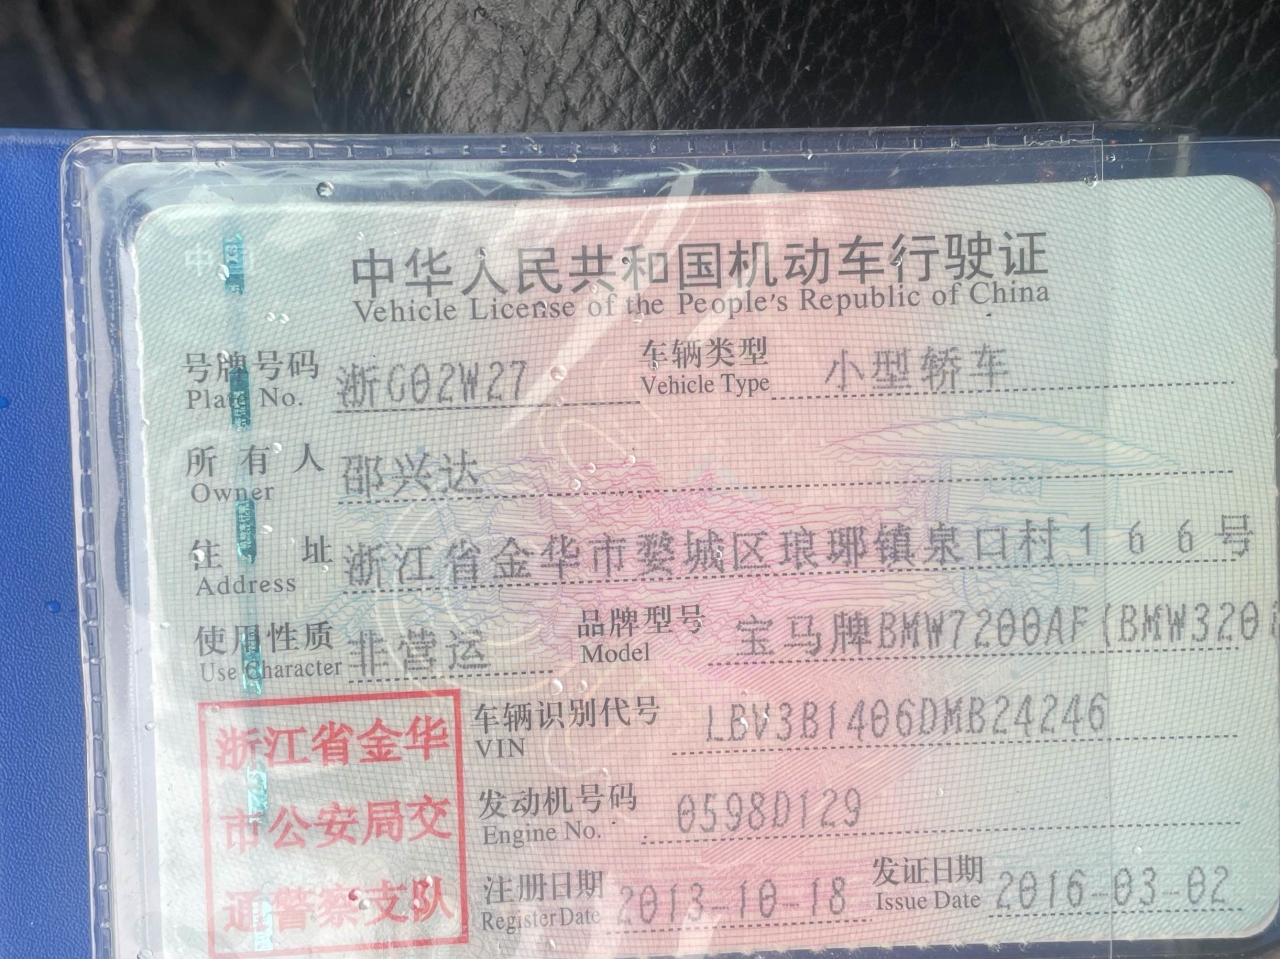 中华人民共和国机动车行驶证
Vehicle License of the People's Republic of China
号牌号码 浙G02W27 车辆类型 小型轿车
Plate No. Vehicle Type
所有人 邵兴达
Owner
住址 浙江省金华市婺城区琅琊镇泉口村166号
Address
使用性质 非营运 品牌型号 宝马牌BMW7200AF(BMW320
Use Character Model
车辆识别代号 LBV3B1406DMB24246
VIN
发动机号码 0598D129
Engine No.
注册日期 2013-10-18 发证日期 2016-03-02
Register Date Issue Date
浙江省金华
市公安局交
通警察支队